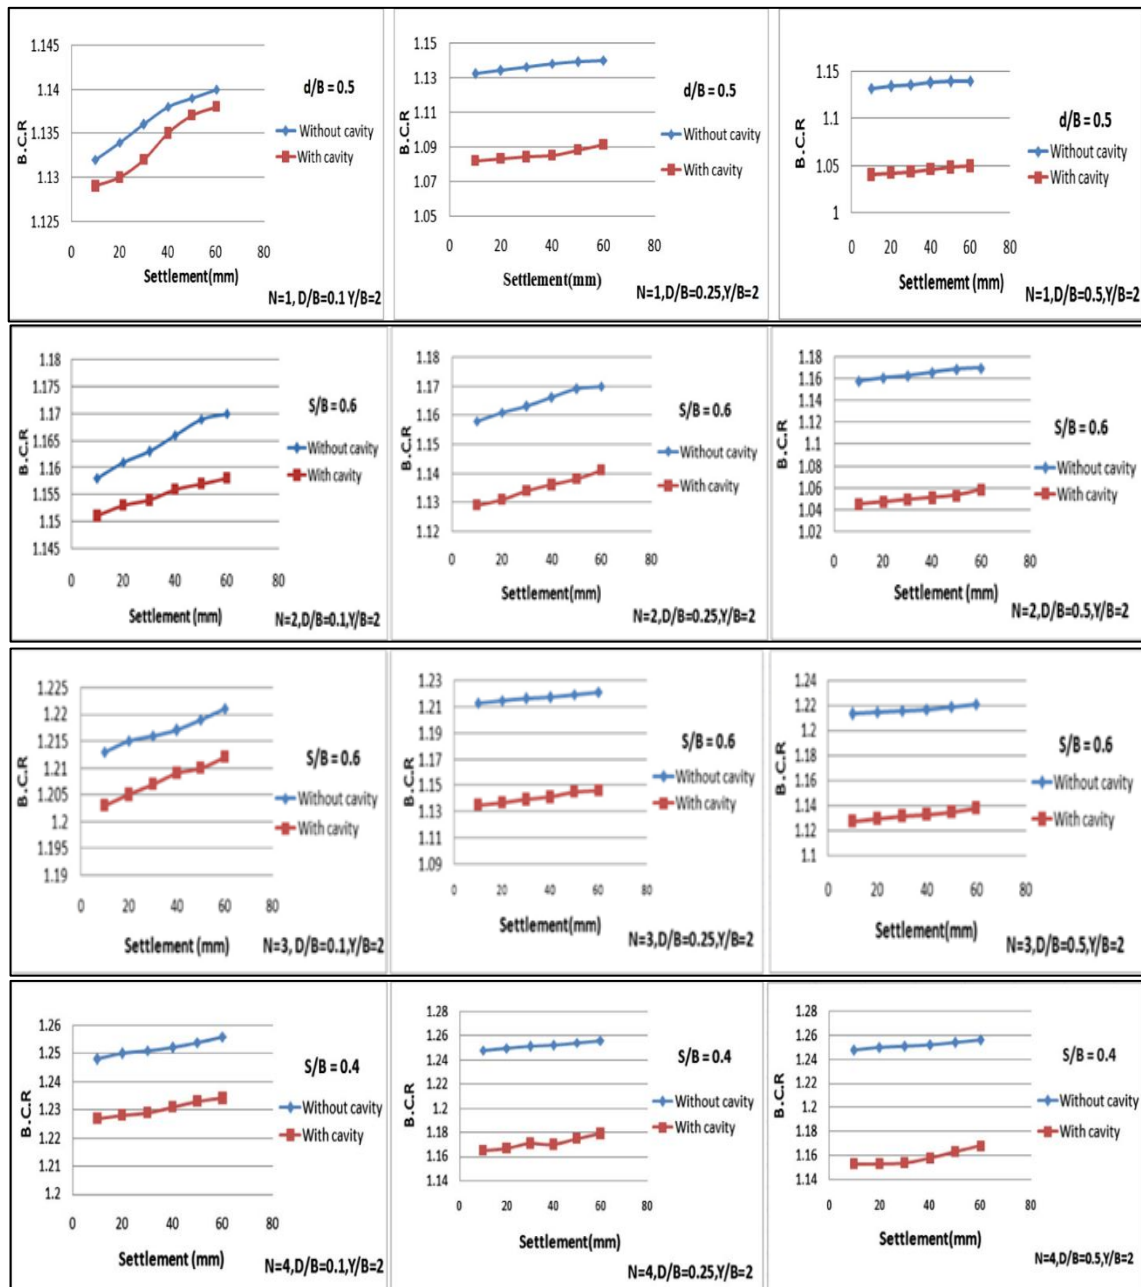 1.145
1.14
1.135
1.13
1.125
B.C.R
0 20 40 60 80
Settlement(mm)
d/B = 0.5
Without cavity
With cavity
N=1, D/B=0.1 Y/B=2
1.15
1.13
1.11
1.09
1.07
1.05
B.C.R
0 20 40 60 80
Settlement(mm)
d/B = 0.5
Without cavity
With cavity
N=1,D/B=0.25,Y/B=2
1.15
1.1
1.05
1
B.C.R
0 20 40 60 80
Settlememt(mm)
d/B = 0.5
Without cavity
With cavity
N=1,D/B=0.5,Y/B=2
1.18
1.175
1.17
1.165
1.16
1.155
1.15
1.145
B.C.R
0 20 40 60 80
Settlement (mm)
S/B = 0.6
Without cavity
With cavity
N=2,D/B=0.1,Y/B=2
1.18
1.17
1.16
1.15
1.14
1.13
1.12
B.C.R
0 20 40 60 80
Settlement(mm)
S/B = 0.6
Without cavity
With cavity
N=2,D/B=0.25,Y/B=2
1.18
1.16
1.14
1.12
1.1
1.08
1.06
1.04
1.02
B.C.R
0 20 40 60 80
Settlement (mm)
S/B = 0.6
Without cavity
With cavity
N=2,D/B=0.5,Y/B=2
1.225
1.22
1.215
1.21
1.205
1.2
1.195
1.19
B.C.R
0 20 40 60 80
Settlement (mm)
S/B = 0.6
Without cavity
With cavity
N=3, D/B=0.1,Y/B=2
1.23
1.21
1.19
1.17
1.15
1.13
1.11
1.09
B.C.R
0 20 40 60 80
Settlement(mm)
S/B = 0.6
Without cavity
With cavity
N=3,D/B=0.25,Y/B=2
1.24
1.22
1.2
1.18
1.16
1.14
1.12
1.1
B.C.R
0 20 40 60 80
Settlement(mm)
S/B = 0.6
Without cavity
With cavity
N=3,D/B=0.5,Y/B=2
1.26
1.25
1.24
1.23
1.22
1.21
1.2
B.C.R
0 20 40 60 80
Settlement (mm)
S/B = 0.4
Without cavity
With cavity
N=4,D/B=0.1,Y/B=2
1.28
1.26
1.24
1.22
1.2
1.18
1.16
1.14
B.C.R
0 20 40 60 80
Settlement(mm)
S/B = 0.4
Without cavity
With cavity
N=4,D/B=0.25,Y/B=2
1.28
1.26
1.24
1.22
1.2
1.18
1.16
1.14
B.C.R
0 20 40 60 80
Settlement(mm)
S/B = 0.4
Without cavity
With cavity
N=4,D/B=0.5,Y/B=2